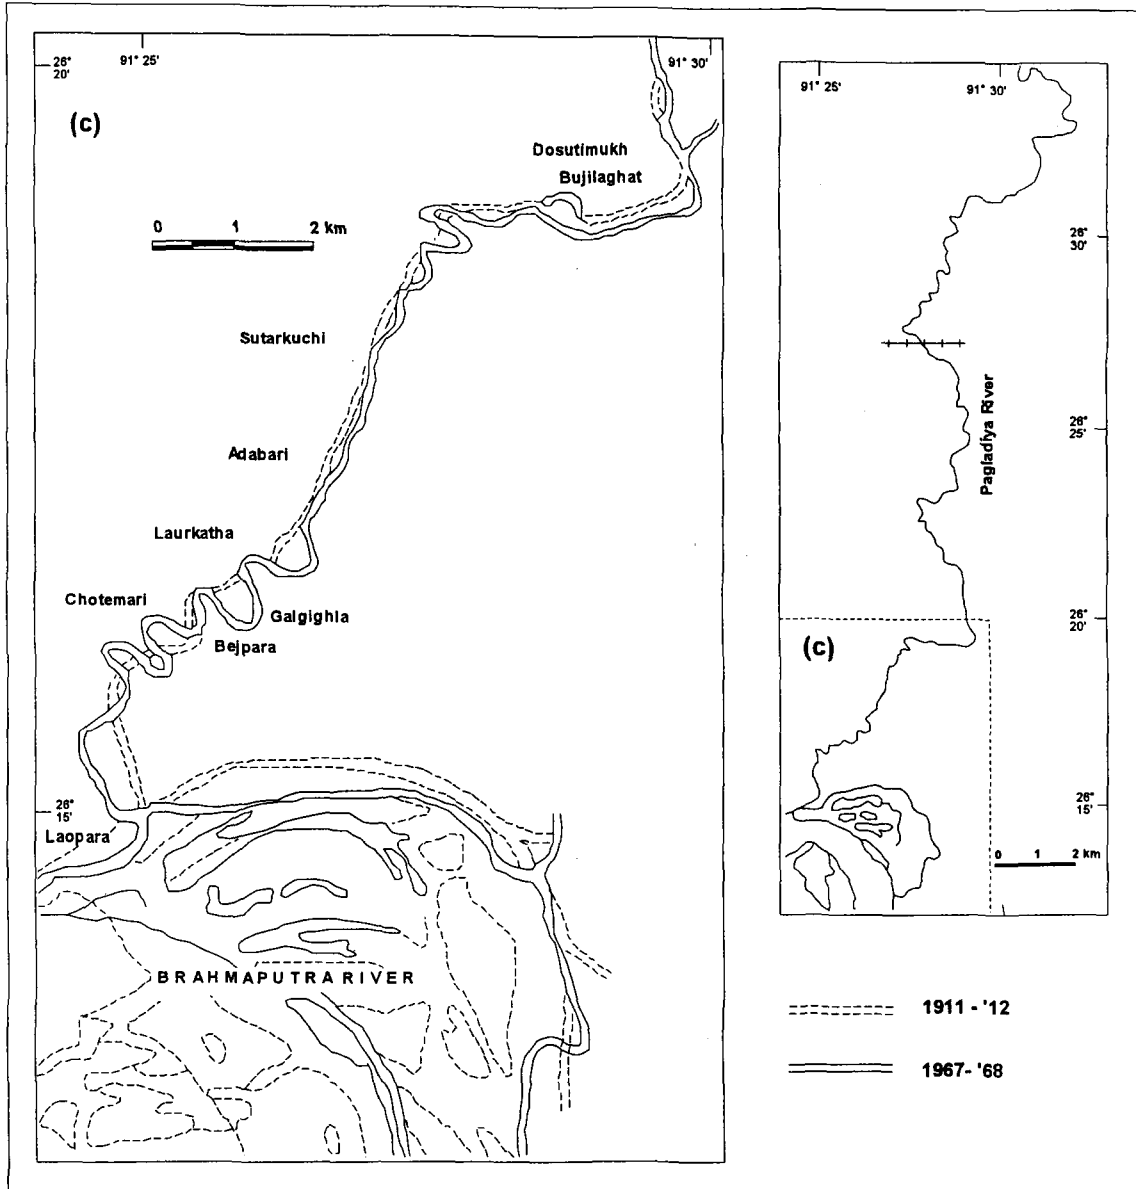 26° 20'
91° 25'
91° 30'
(c)
Dosutimukh
Bujilaghat
0 1 2 km
Sutarkuchi
Adabari
Laurkatha
Chotemari
Galgighla
Bejpara
26° 15'
Laopara
BRAHMAPUTRA RIVER
91° 25'
91° 30'
26° 30'
Pagladiya River
26° 25'
26° 20'
(c)
26° 15'
0 1 2 km
1911 - '12
1967- '68